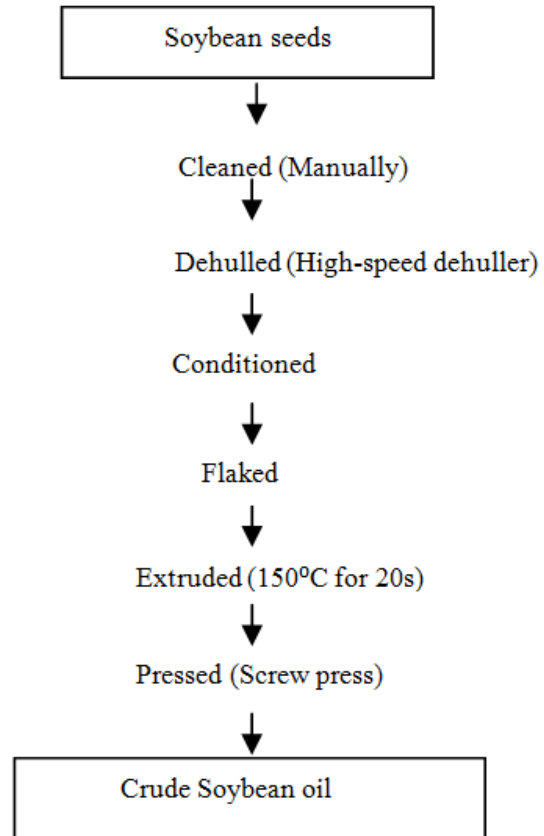 Soybean seeds
Cleaned (Manually)
Dehulled (High-speed dehuller)
Conditioned
Flaked
Extruded (150⁰C for 20s)
Pressed (Screw press)
Crude Soybean oil